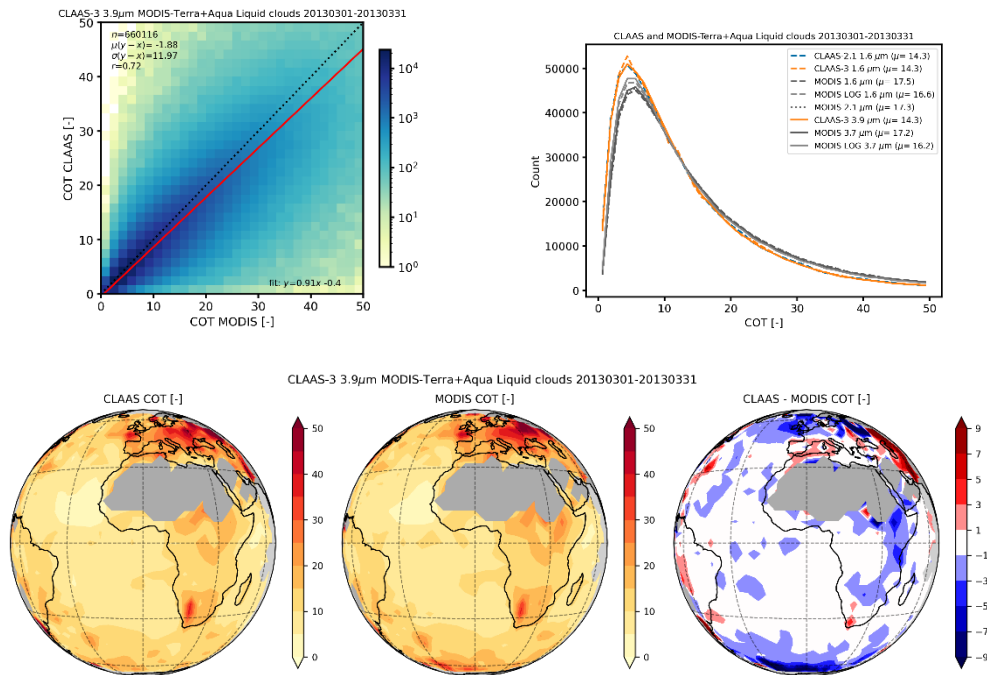 CLAAS-3 3.9μm MODIS-Terra+Aqua Liquid clouds 20130301-20130331
n=660116
μ(y − x)= -1.88
σ(y − x)=11.97
r=0.72
50
40
30
20
10
0
COT CLAAS [-]
fit: y=0.91x -0.4
0 10 20 30 40 50
COT MODIS [-]
10⁴
10³
10²
10¹
10⁰
CLAAS and MODIS-Terra+Aqua Liquid clouds 20130301-20130331
CLAAS 2.1 1.6 μm (μ= 14.3)
CLAAS-3 1.6 μm (μ= 14.3)
MODIS 1.6 μm (μ= 17.5)
MODIS LOG 1.6 μm (μ= 16.6)
MODIS 2.1 μm (μ= 17.3)
CLAAS-3 3.9 μm (μ= 14.3)
MODIS 3.7 μm (μ= 17.2)
MODIS LOG 3.7 μm (μ= 16.2)
50000
40000
30000
20000
10000
0
Count
0 10 20 30 40 50
COT [-]
CLAAS-3 3.9μm MODIS-Terra+Aqua Liquid clouds 20130301-20130331
CLAAS COT [-]
50
40
30
20
10
0
MODIS COT [-]
50
40
30
20
10
0
CLAAS - MODIS COT [-]
9
7
5
3
1
−1
−3
−5
−7
−9